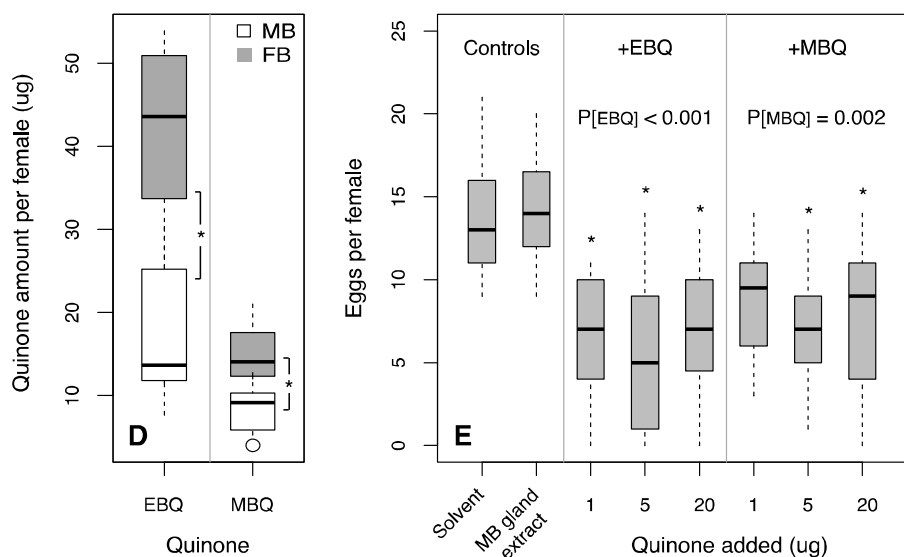 Quinone amount per female (ug)
50
40
30
20
10
MB
FB
*
*
D
EBQ
MBQ
Quinone
Eggs per female
25
20
15
10
5
0
Controls
+EBQ
+MBQ
P[EBQ] < 0.001
P[MBQ] = 0.002
*
*
*
*
*
E
Solvent
MB gland
extract
1
5
20
1
5
20
Quinone added (ug)